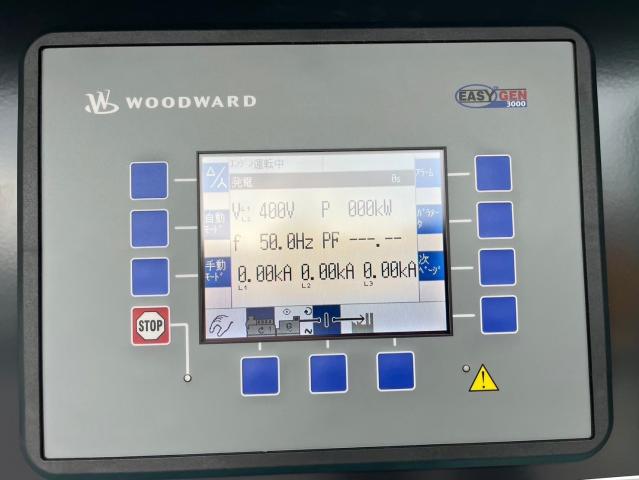 WOODWARD
EASYGEN
3000
エンジン運転中
発電 0s
アラーム
V L1 L2 400V P 000kW
自動
モード
パラメータ
f 50.0Hz PF ---.--
手動
モード
次
ページ
0.00kA 0.00kA 0.00kA
L1 L2 L3
STOP
G